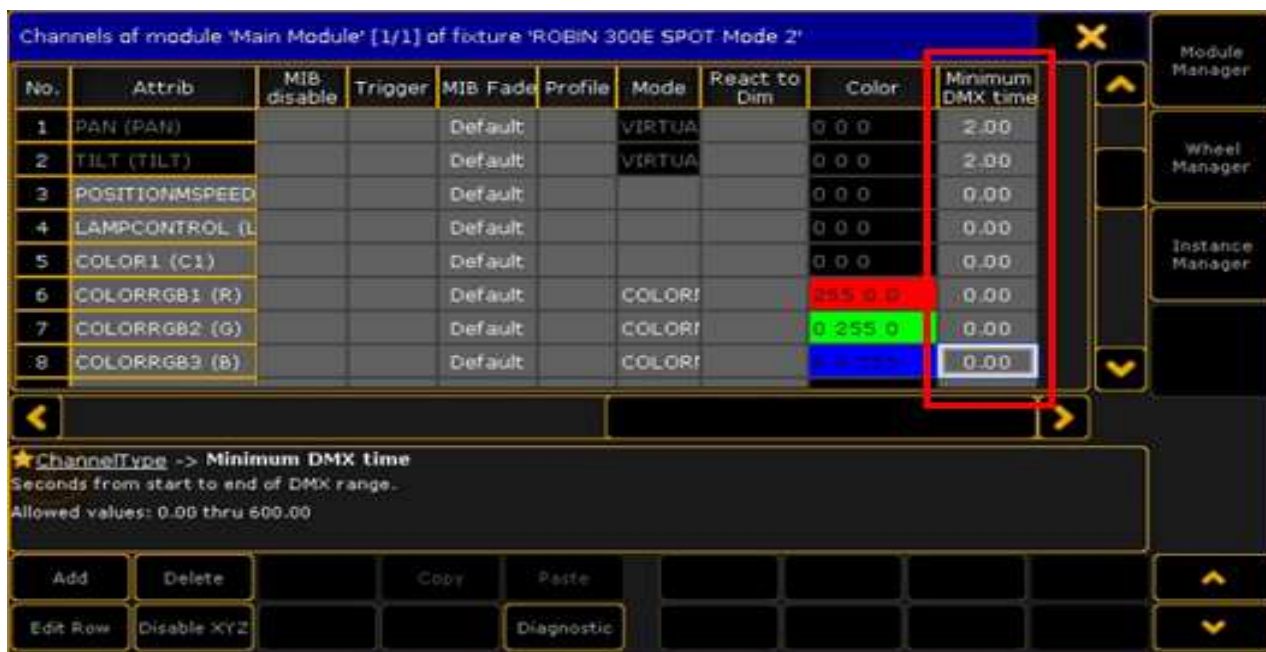 Channels of module 'Main Module' [1/1] of fixture 'ROBIN 300E SPOT Mode 2'
Module Manager
No. Attrib MIB disable Trigger MIB Fade Profile Mode React to Dim Color Minimum DMX time
1 PAN (PAN) Default VIRTUA 0 0 0 2.00
2 TILT (TILT) Default VIRTUA 0 0 0 2.00
Wheel Manager
3 POSITIONMSPEED Default 0 0 0 0.00
4 LAMPCONTROL (L Default 0 0 0 0.00
5 COLOR1 (C1) Default 0 0 0 0.00
Instance Manager
6 COLORRGB1 (R) Default COLORM 255 0 0 0.00
7 COLORRGB2 (G) Default COLORM 0 255 0 0.00
8 COLORRGB3 (B) Default COLORM 0.00
ChannelType -> Minimum DMX time
Seconds from start to end of DMX range.
Allowed values: 0.00 thru 600.00
Add Delete Copy Paste
Edit Row Disable XYZ Diagnostic